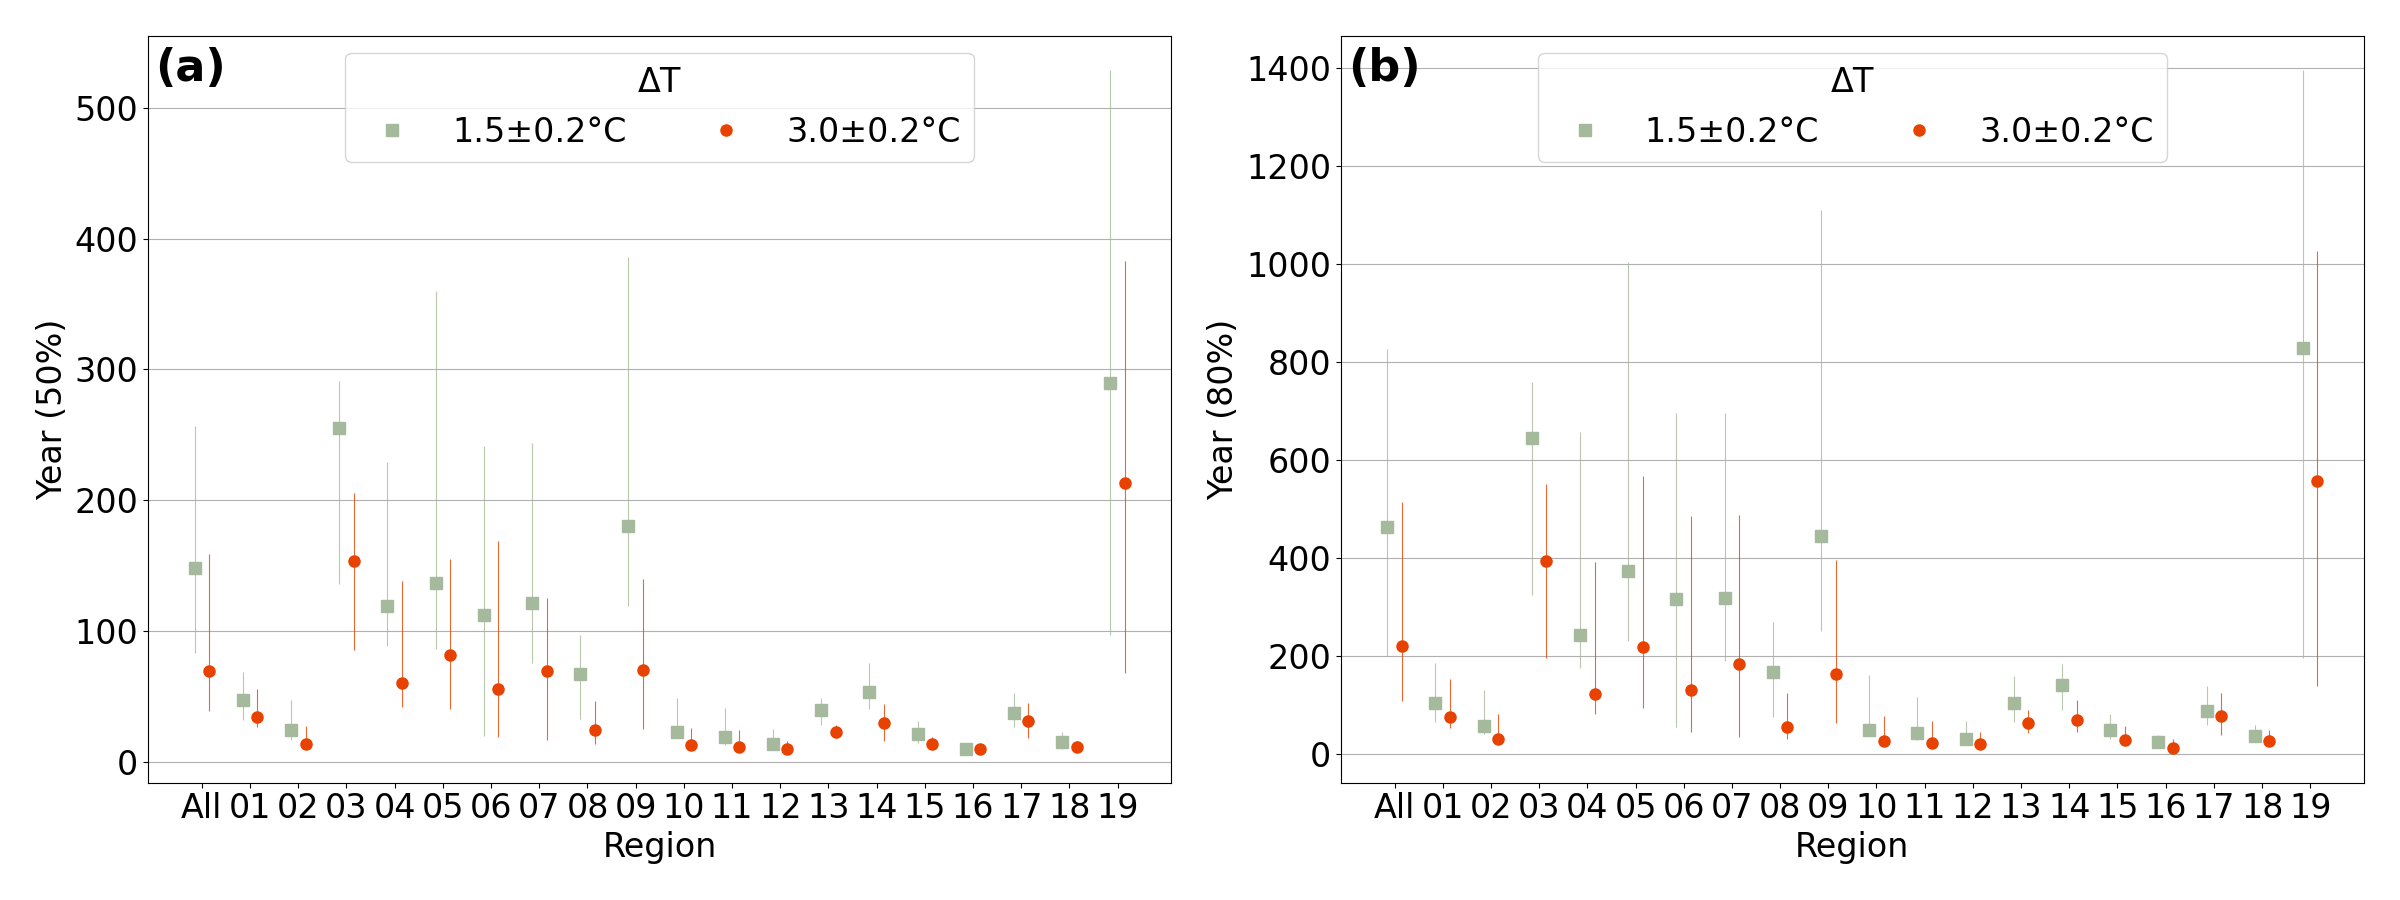 (a)
ΔT
1.5±0.2°C 3.0±0.2°C
500
400
300
200
100
0
Year (50%)
All 01 02 03 04 05 06 07 08 09 10 11 12 13 14 15 16 17 18 19
Region
(b)
ΔT
1.5±0.2°C 3.0±0.2°C
1400
1200
1000
800
600
400
200
0
Year (80%)
All 01 02 03 04 05 06 07 08 09 10 11 12 13 14 15 16 17 18 19
Region